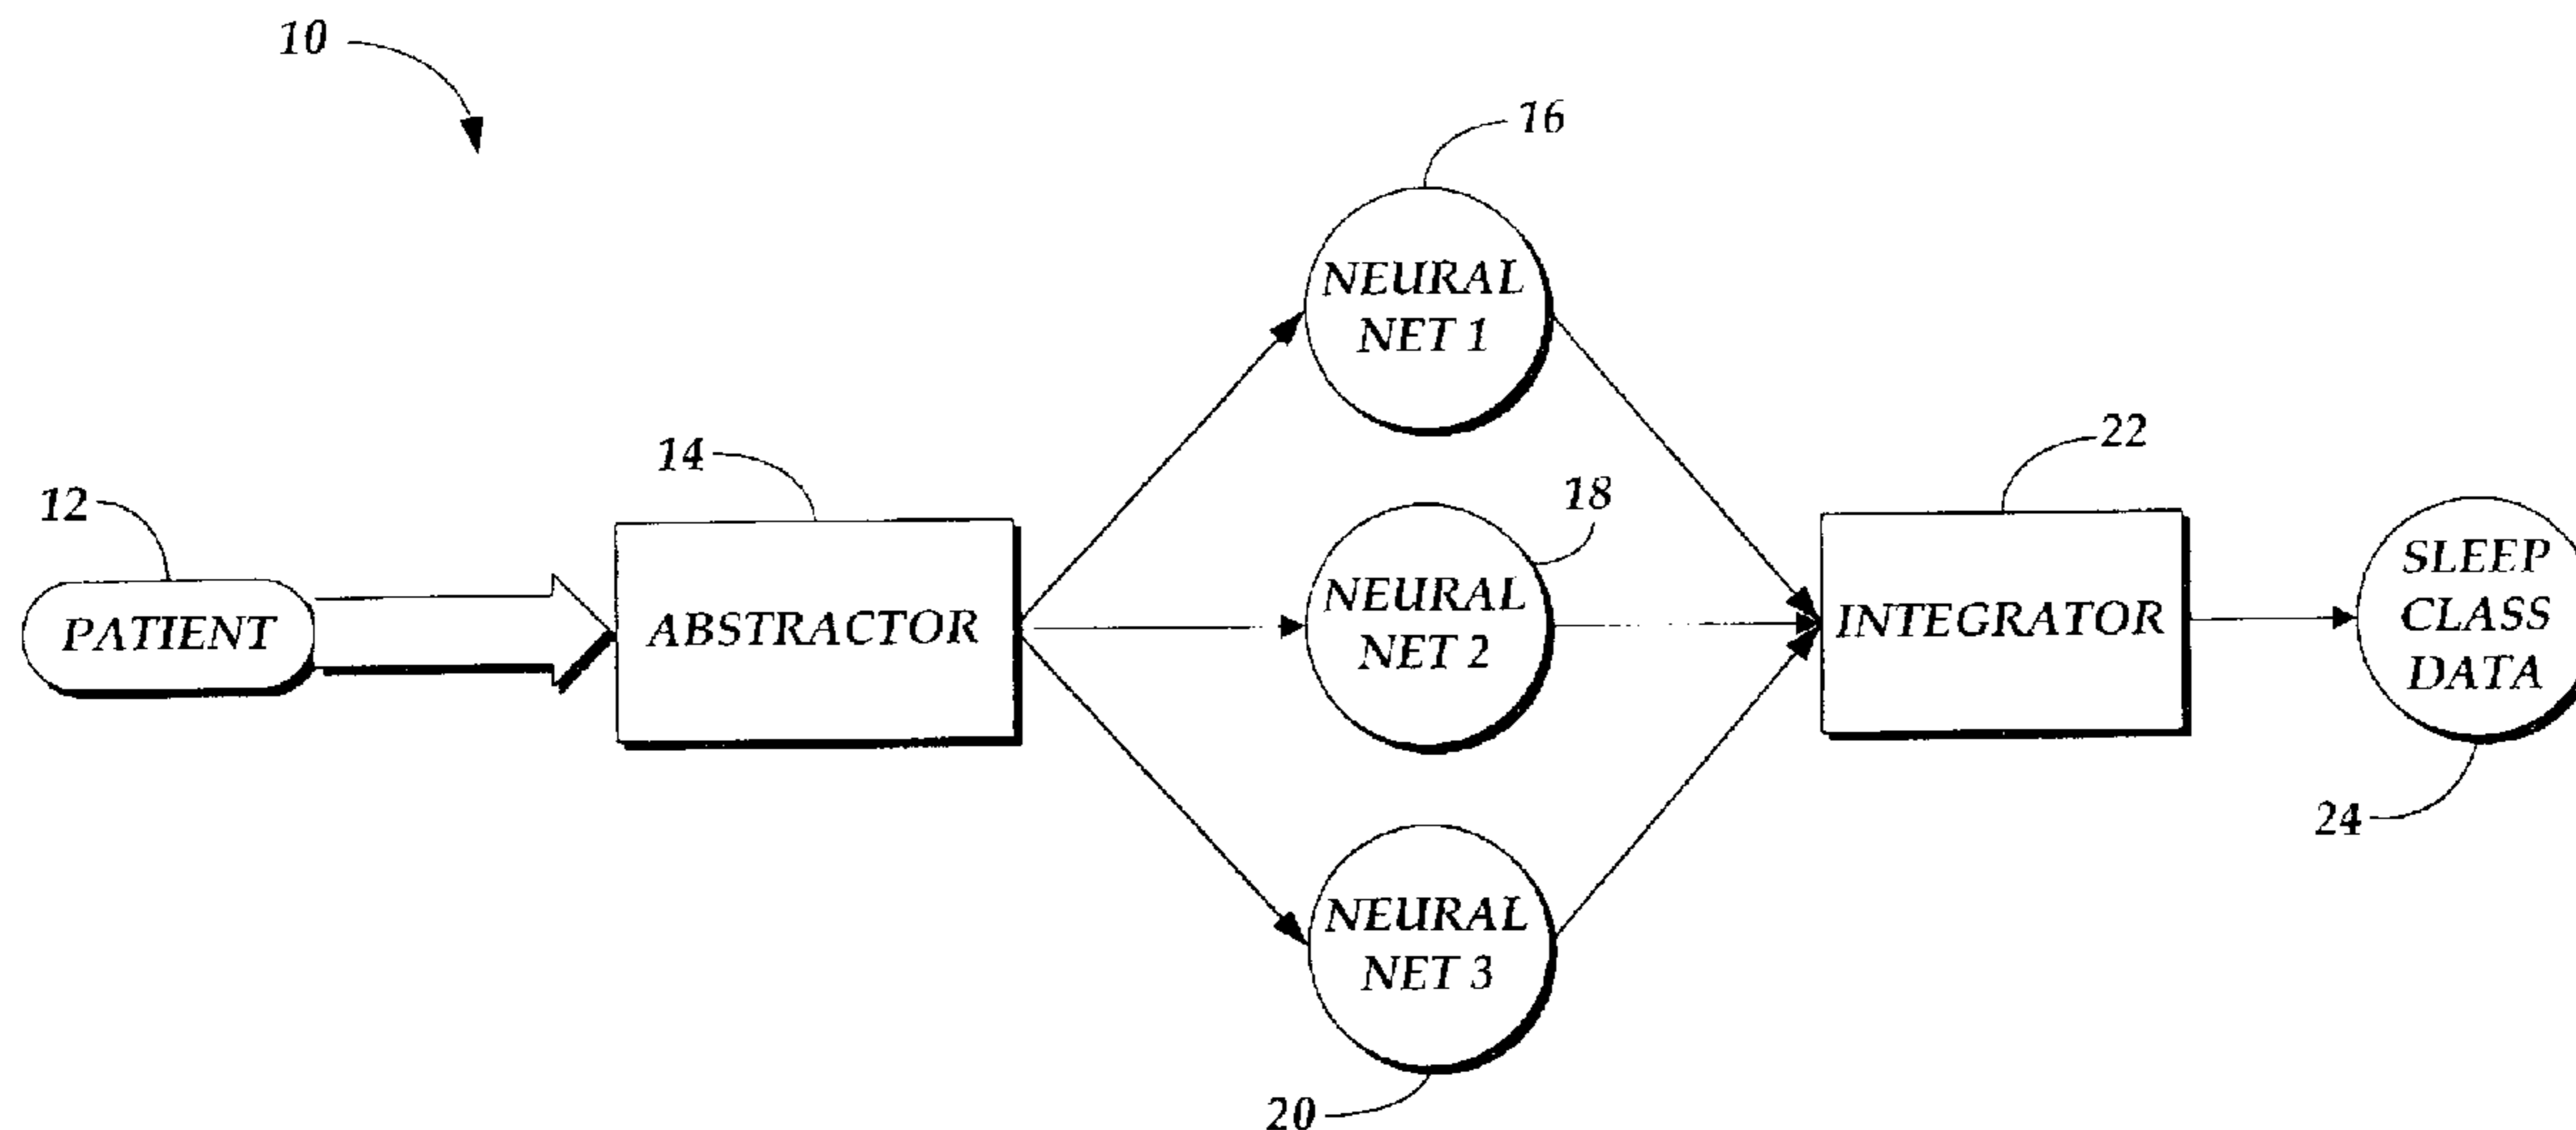 10
16
NEURAL
NET 1
14
22
12
18
PATIENT
ABSTRACTOR
NEURAL
NET 2
INTEGRATOR
SLEEP
CLASS
DATA
24
NEURAL
NET 3
20